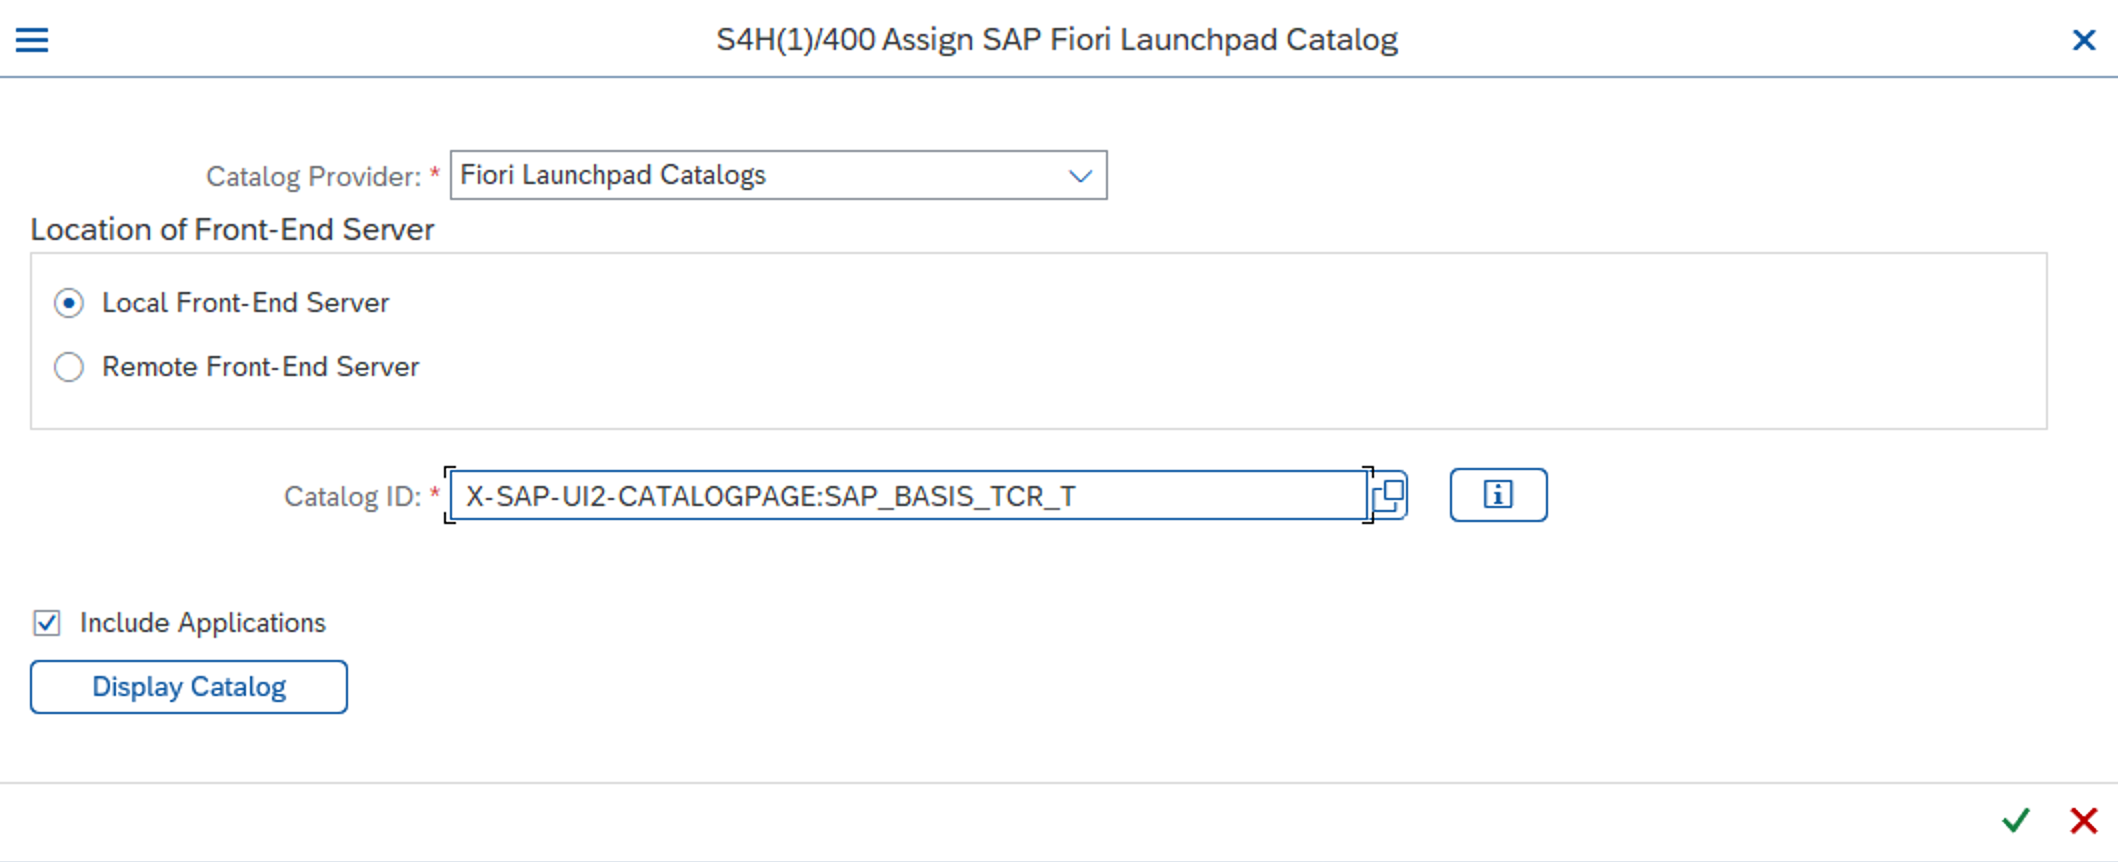 S4H(1)/400 Assign SAP Fiori Launchpad Catalog
Catalog Provider: * Fiori Launchpad Catalogs
Location of Front-End Server
Local Front-End Server
Remote Front-End Server
Catalog ID: * X-SAP-UI2-CATALOGPAGE:SAP_BASIS_TCR_T
Include Applications
Display Catalog